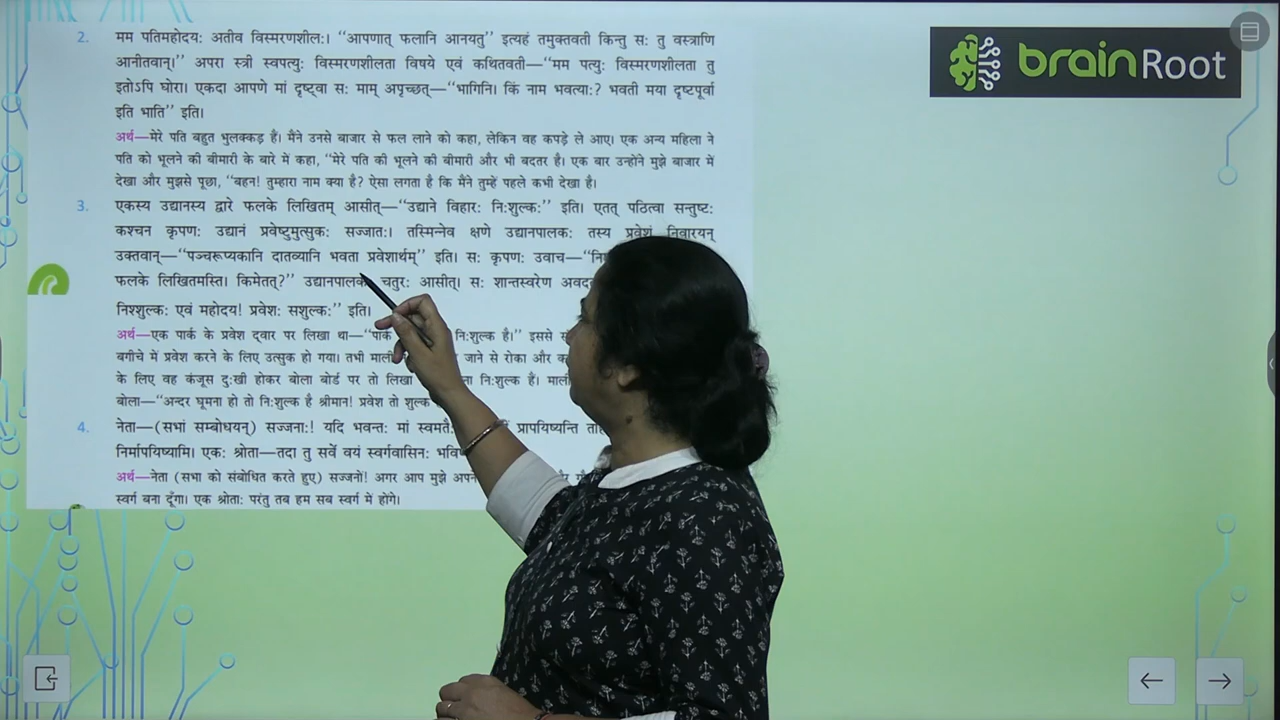 brainRoot
2. मम पतिमहोदय: अतीव विस्मरणशील:। “आपणात् फलानि आनयतु” इत्यहं तमुक्तवती किन्तु स: तु वस्त्राणि
आनीतवान्।” अपरा स्त्री स्वपत्यु: विस्मरणशीलता विषये एवं कथितवती—“मम पत्यु: विस्मरणशीलता तु
इतोऽपि घोरा। एकदा आपणे मां दृष्ट्वा स: माम् अपृच्छत्—“भागिनि। किं नाम भवत्या:? भवती मया दृष्टपूर्वा
इति भाति” इति।
अर्थ—मेरे पति बहुत भुलक्कड़ हैं। मैंने उनसे बाजार से फल लाने को कहा, लेकिन वह कपड़े ले आए। एक अन्य महिला ने
पति को भूलने की बीमारी के बारे में कहा, “मेरे पति की भूलने की बीमारी और भी बदतर है। एक बार उन्होंने मुझे बाजार में
देखा और मुझसे पूछा, “बहन! तुम्हारा नाम क्या है? ऐसा लगता है कि मैंने तुम्हें पहले कभी देखा है।
3. एकस्य उद्यानस्य द्वारे फलके लिखितम् आसीत्—“उद्याने विहार: नि:शुल्क:” इति। एतत् पठित्वा सन्तुष्ट:
कश्चन कृपण: उद्यानं प्रवेष्टुमुत्सुक: सज्जात:। तस्मिन्नेव क्षणे उद्यानपालक: तस्य प्रवेशं निवारयन्
उक्तवान्—“पञ्चरूप्यकानि दातव्यानि भवता प्रवेशार्थम्” इति। स: कृपण: उवाच—
फलके लिखितमस्ति। किमेतत्?” उद्यानपालक: चतुर: आसीत्। स: शान्तस्वरेण
निश्शुल्क: एवं महोदय! प्रवेश: सशुल्क:” इति।
अर्थ—एक पार्क के प्रवेश द्वार पर लिखा था—“पार्क नि:शुल्क है।” इससे
बगीचे में प्रवेश करने के लिए उत्सुक हो गया। तभी जाने से रोका और
के लिए वह कंजूस दु:खी होकर बोला बोर्ड पर तो लिखा नि:शुल्क है।
बोला—“अन्दर घूमना हो तो नि:शुल्क है श्रीमान! प्रवेश तो
4. नेता—(सभां सम्बोधयन्) सज्जना:! यदि भवन्त: मां प्रापयिष्यन्ति
निर्मापयिष्यामि। एक: श्रोता—तदा तु सर्वे वयं स्वर्गवासिन:
अर्थ—नेता (सभा को संबोधित करते हुए) सज्जनों! अगर आप मुझे
स्वर्ग बना दूँगा। एक श्रोता: परंतु तब हम सब स्वर्ग में होंगे।